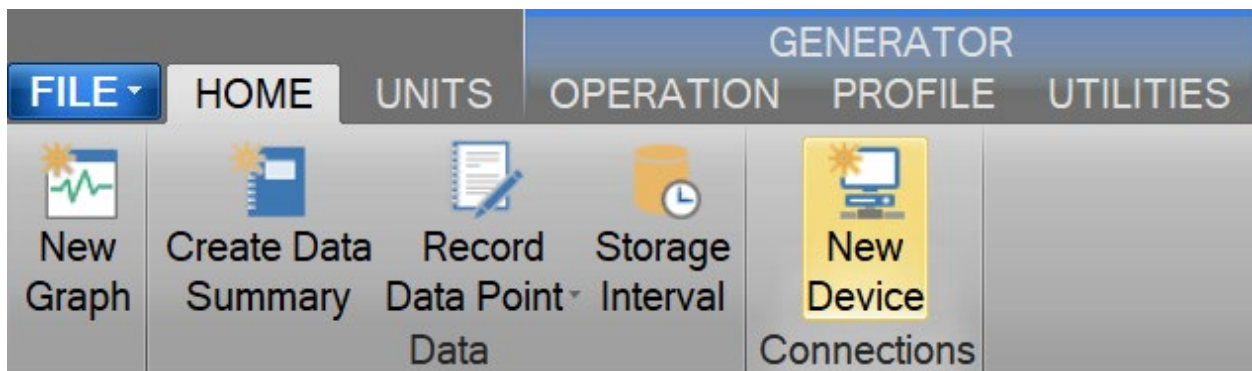 GENERATOR
FILE HOME UNITS OPERATION PROFILE UTILITIES
New Graph
Create Data Summary
Record Data Point
Storage Interval
New Device
Data
Connections